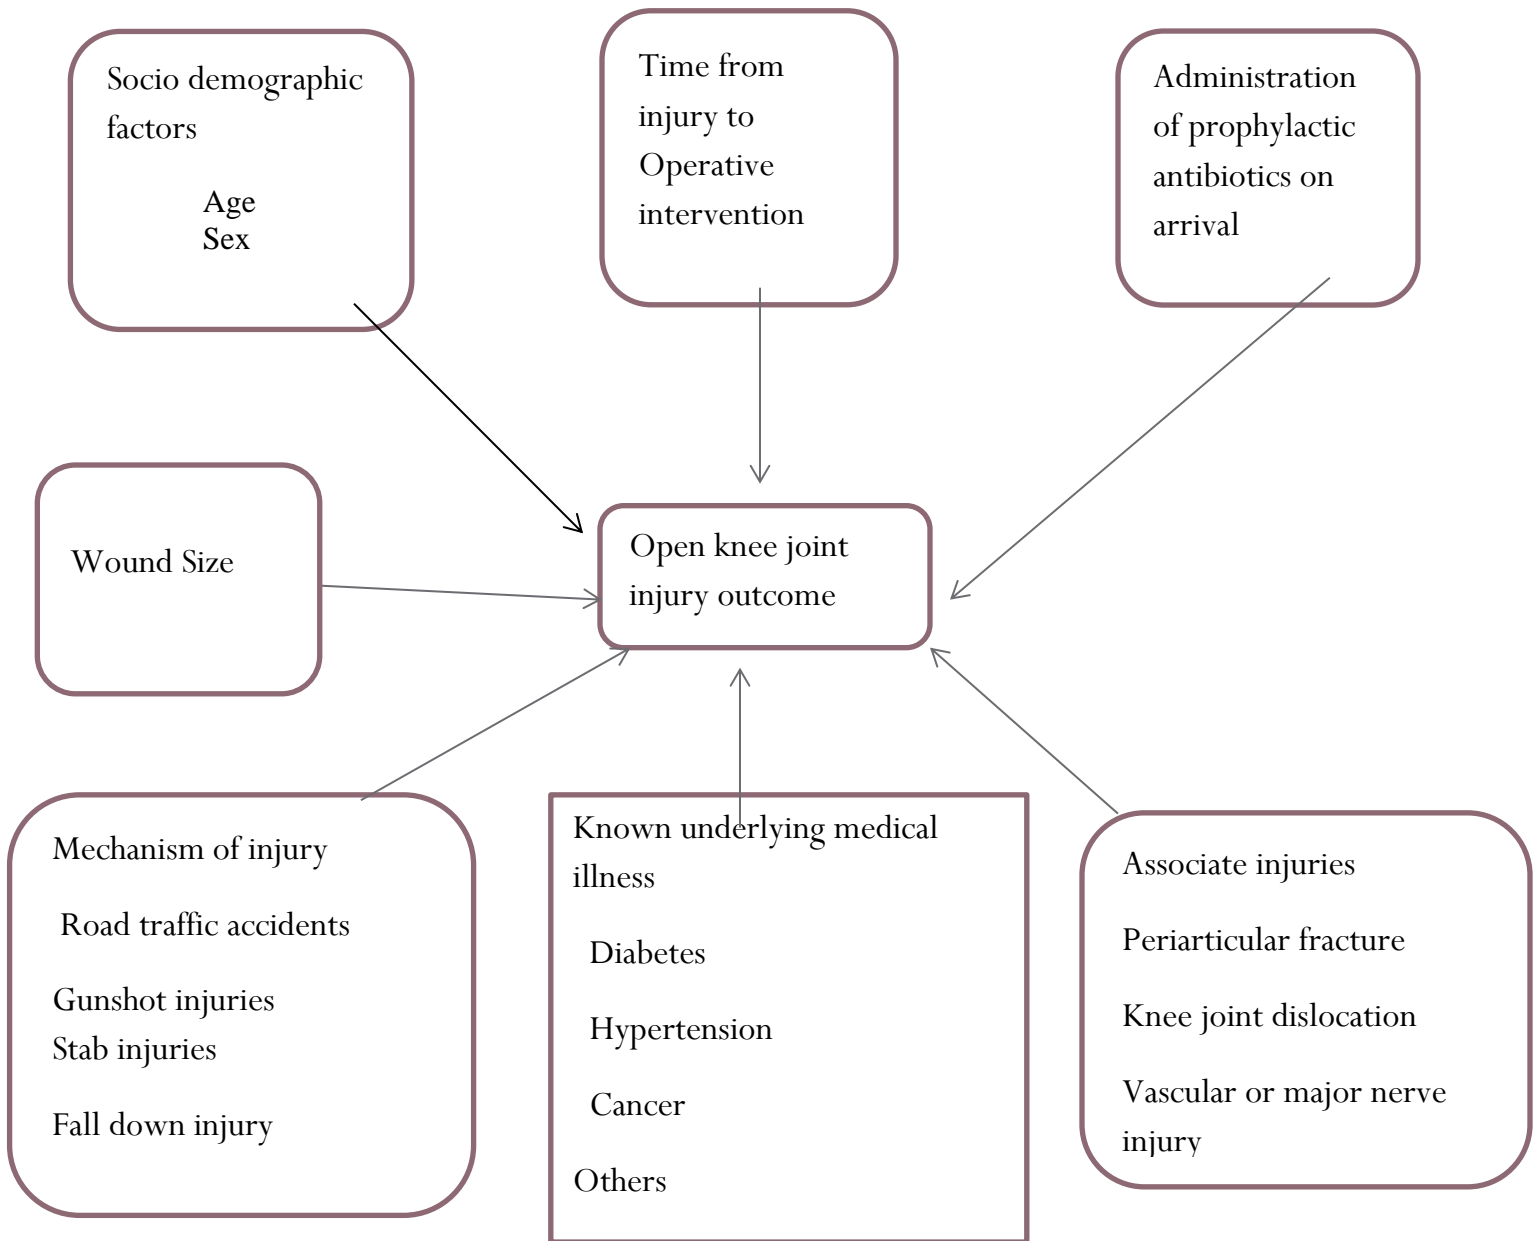 Socio demographic
factors
Age
Sex
Time from
injury to
Operative
intervention
Administration
of prophylactic
antibiotics on
arrival
Wound Size
Open knee joint
injury outcome
Mechanism of injury
Road traffic accidents
Gunshot injuries
Stab injuries
Fall down injury
Known underlying medical
illness
Diabetes
Hypertension
Cancer
Others
Associate injuries
Periarticular fracture
Knee joint dislocation
Vascular or major nerve
injury